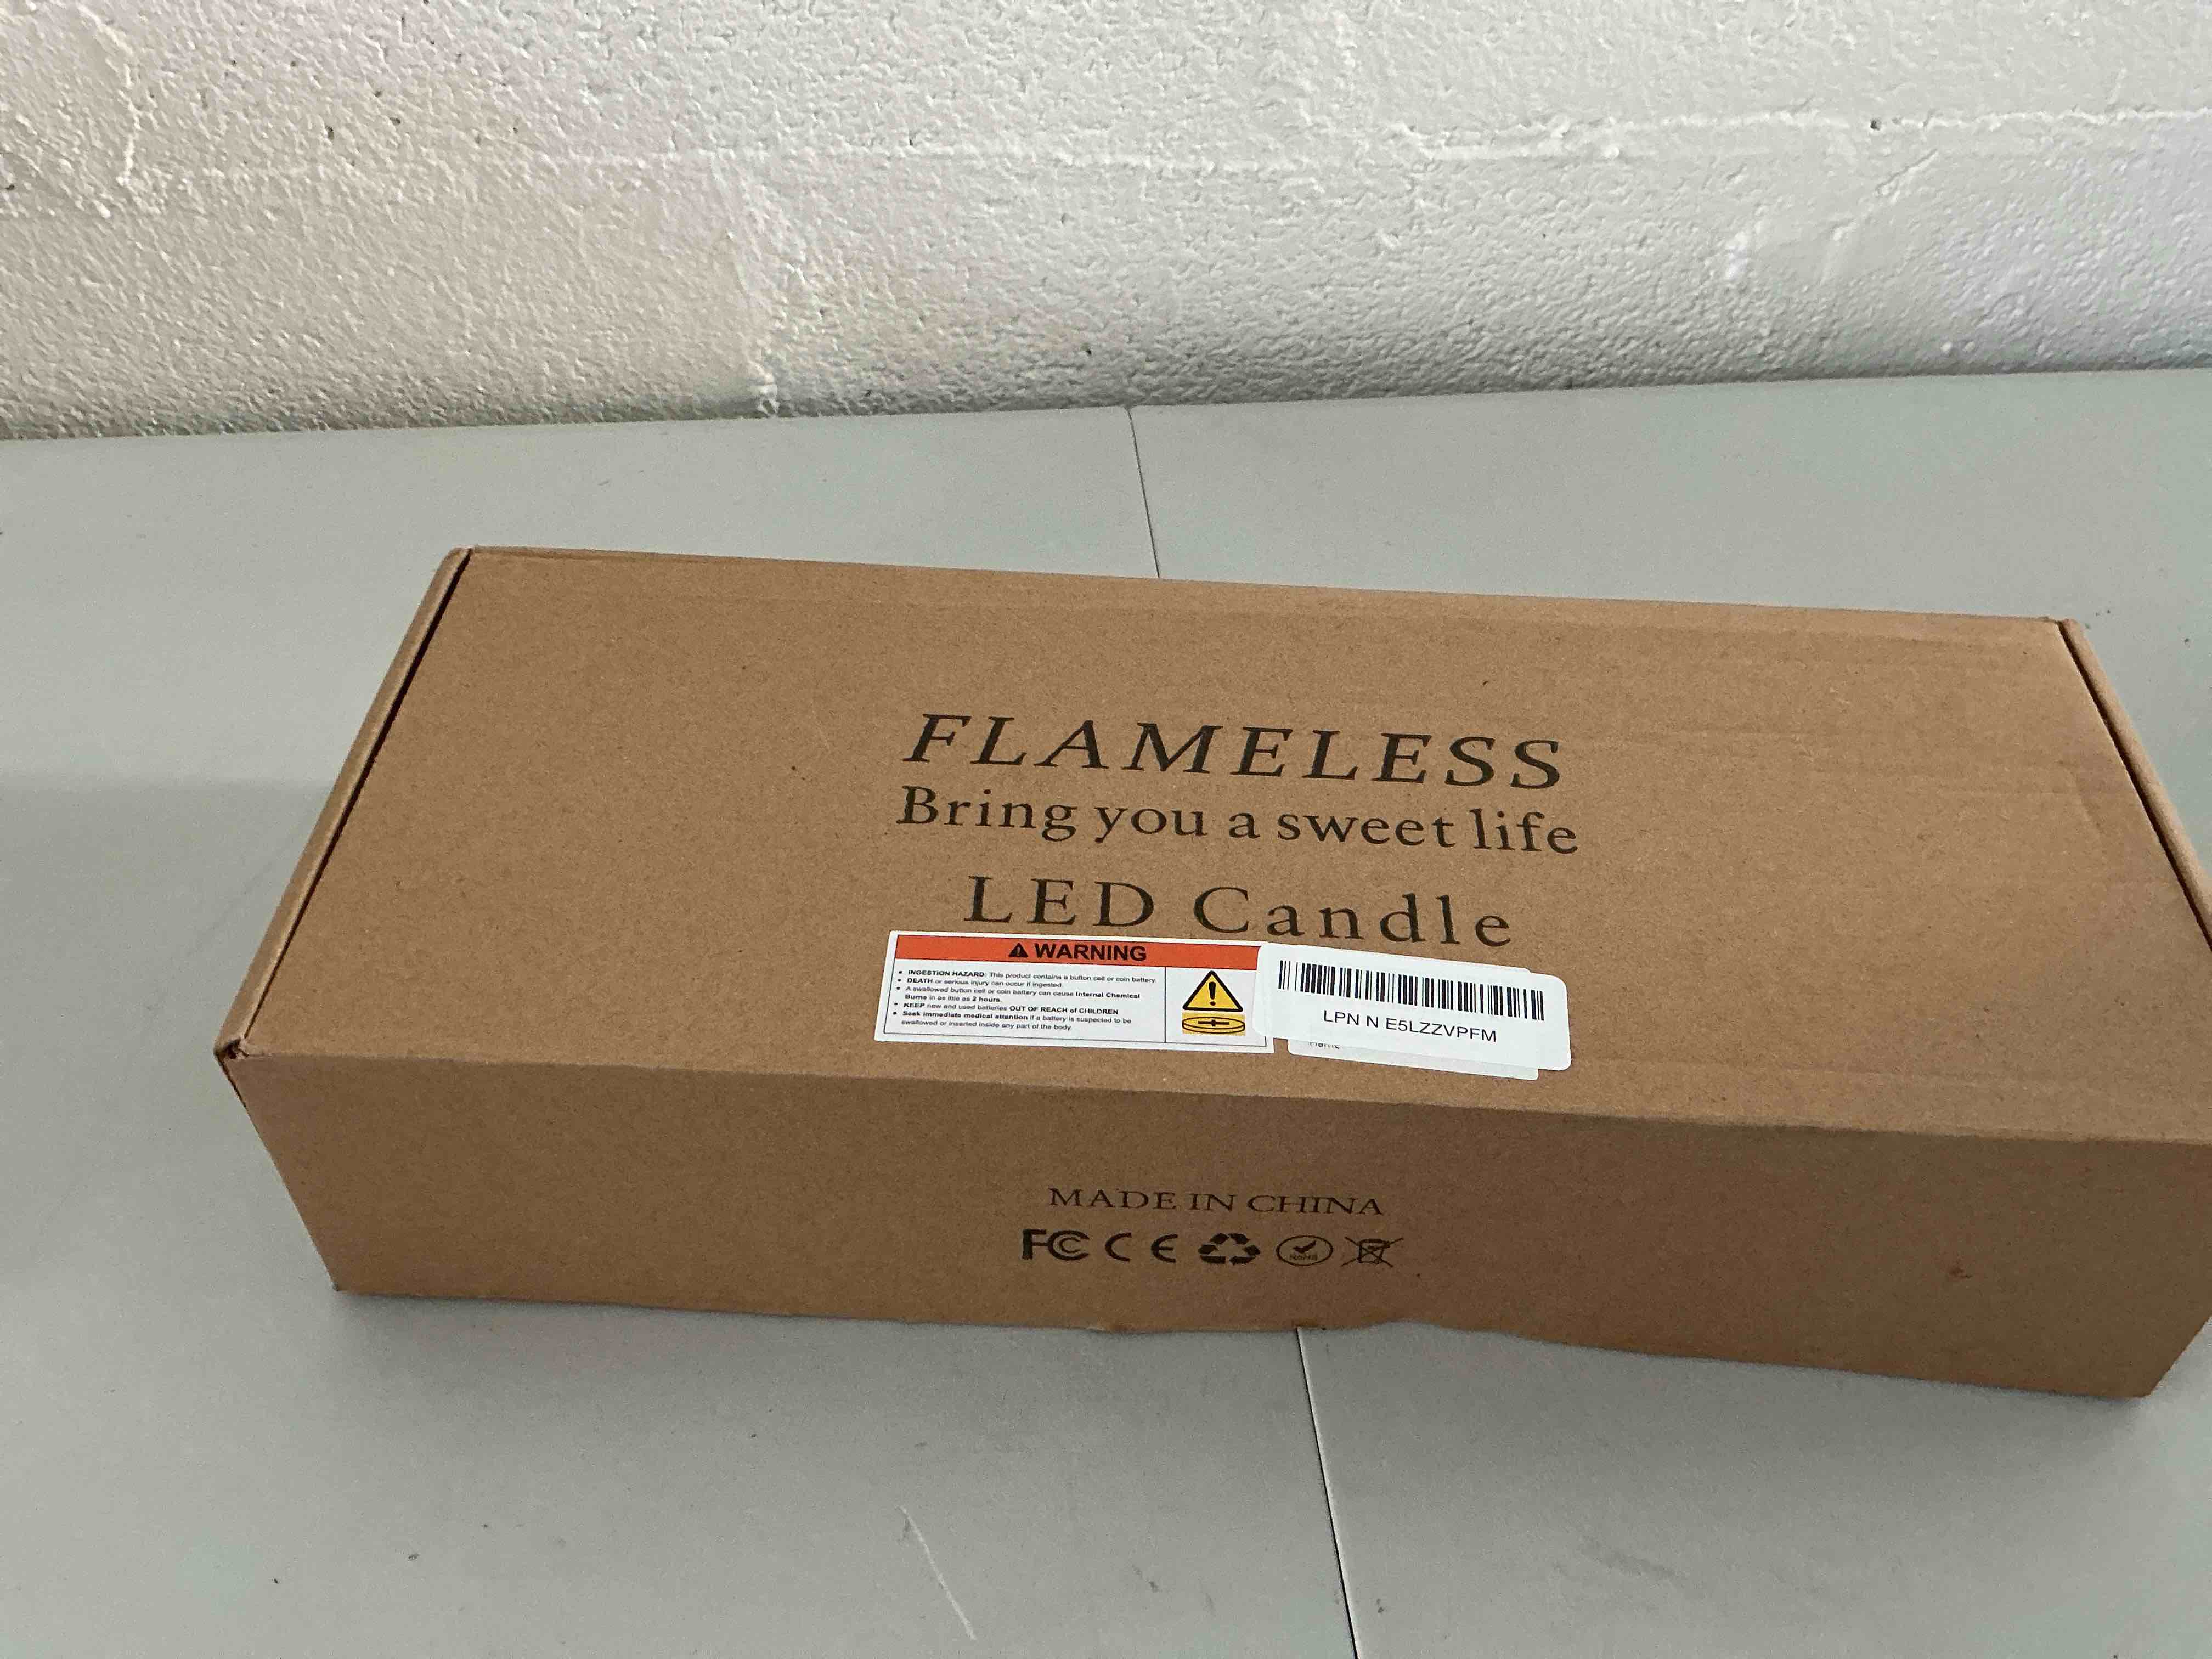 FLAMELESS
Bring you a sweet life
LED Candle
WARNING
INGESTION HAZARD: This product contains a button cell or coin battery.
DEATH or serious injury can occur if ingested.
A swallowed button cell or coin battery can cause Internal Chemical
Burns in as little as 2 hours.
KEEP new and used batteries OUT OF REACH of CHILDREN
Seek immediate medical attention if a battery is suspected to be
swallowed or inserted inside any part of the body.
LPN N E5LZZVPFM
MADE IN CHINA
FC CE RoHS